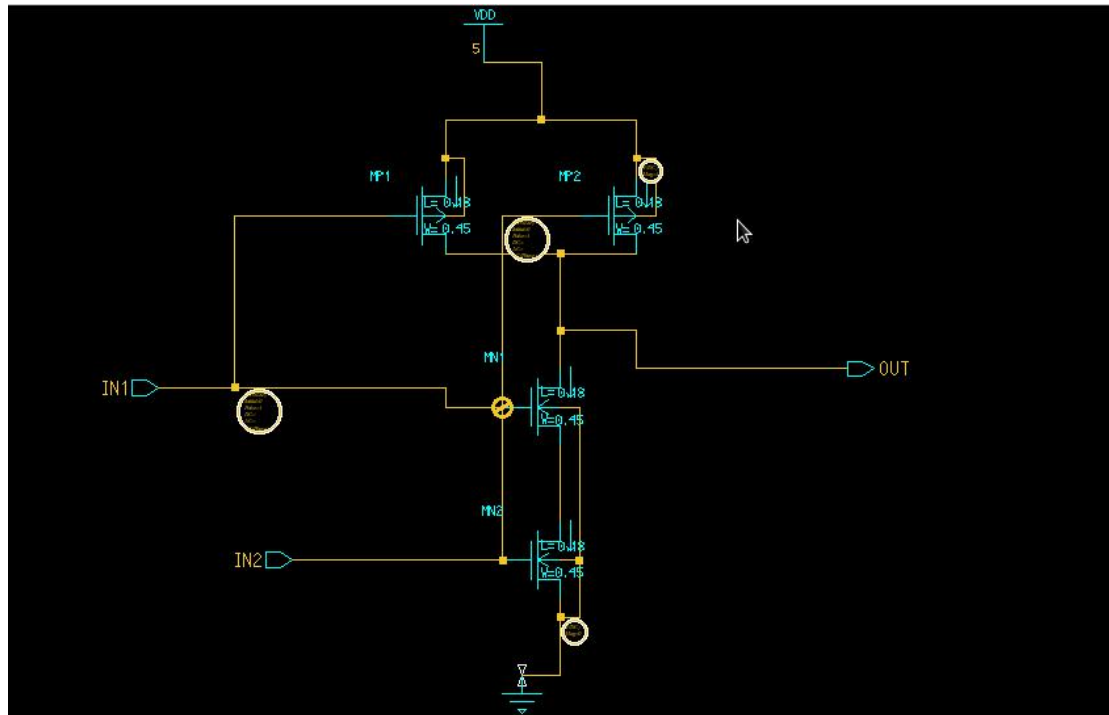 VDD
5
MP1
MP2
L= 0.18
L= 0.18
W= 0.45
W= 0.45
MN1
IN1
OUT
L=0.18
W=0.45
MN2
IN2
L=0.18
W=0.45